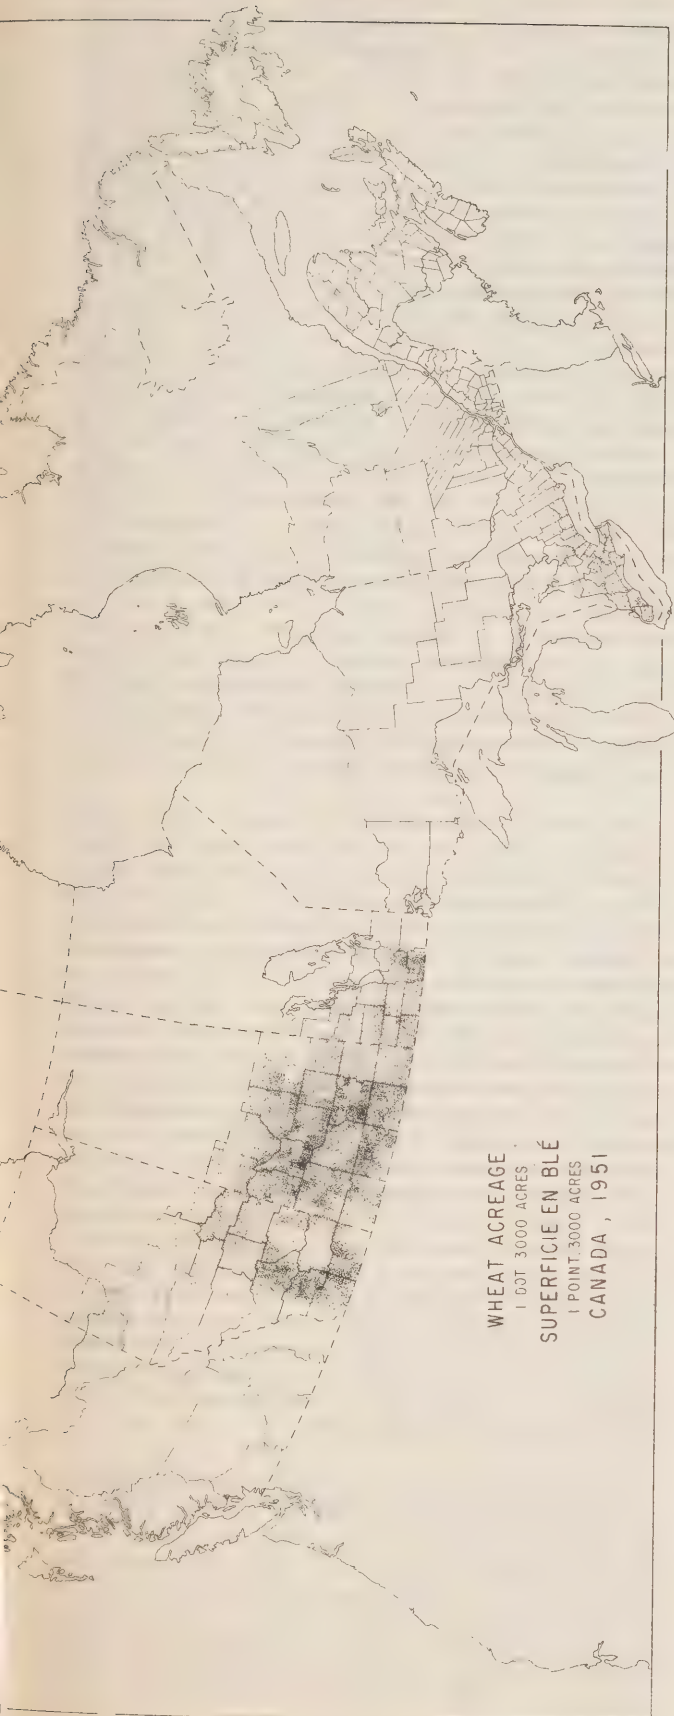 WHEAT ACREAGE
1 DOT 3000 ACRES
SUPERFICIE EN BLÉ
1 POINT.3000 ACRES
CANADA, 1951